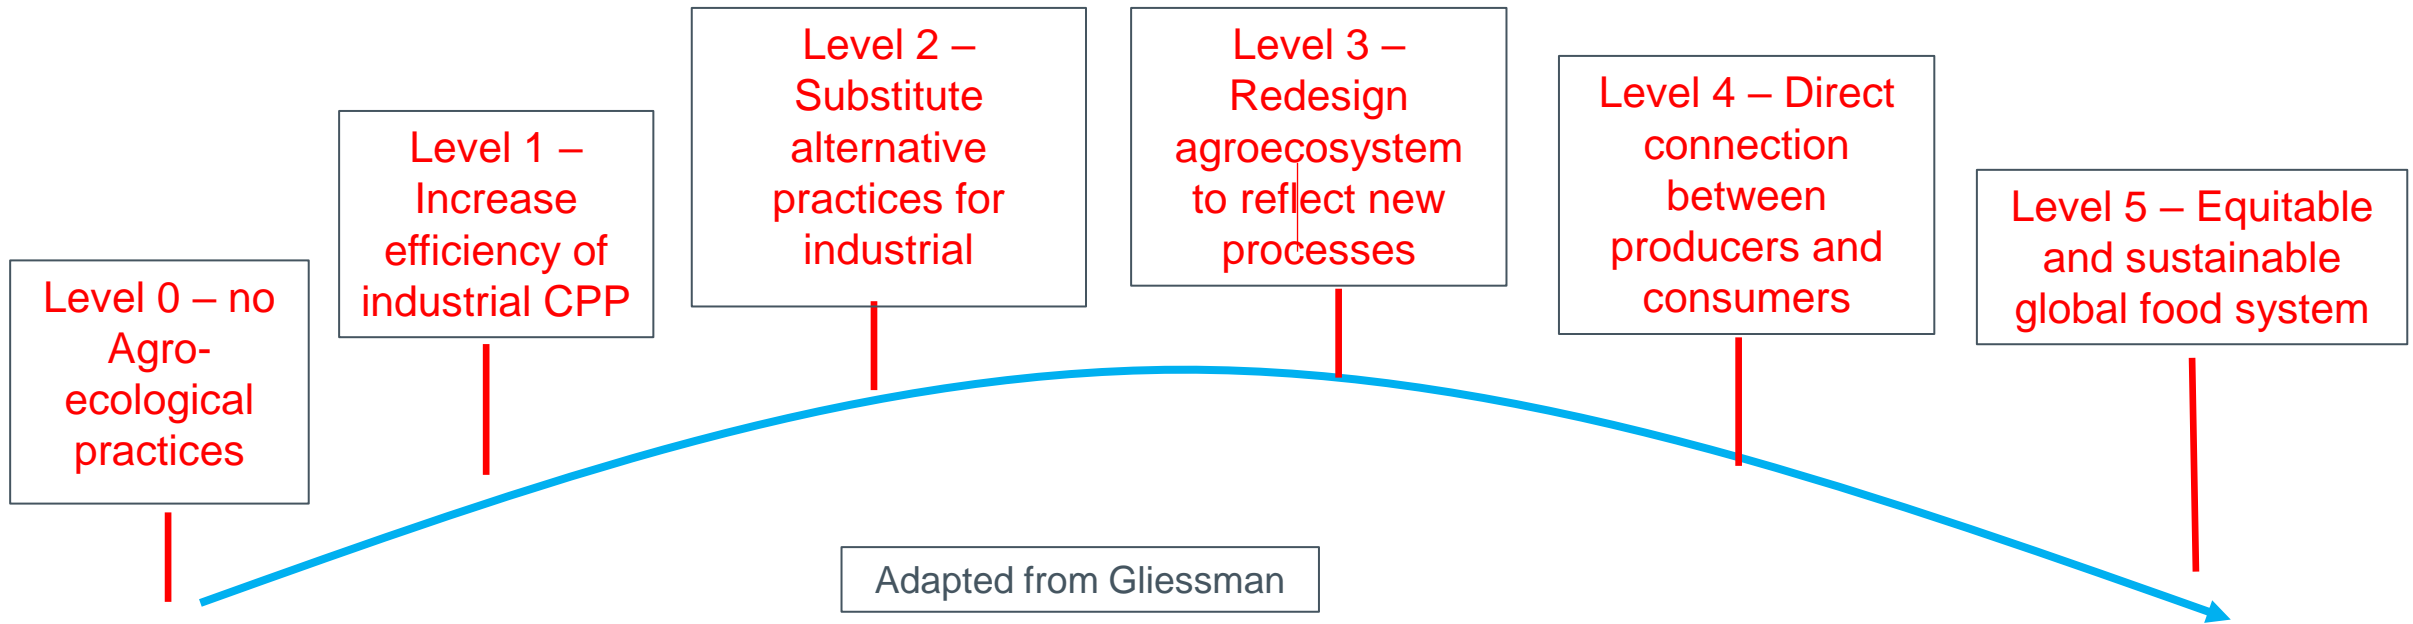 Level 0 – no
Agro-
ecological
practices
Level 1 –
Increase
efficiency of
industrial CPP
Level 2 –
Substitute
alternative
practices for
industrial
Level 3 –
Redesign
agroecosystem
to reflect new
processes
Level 4 – Direct
connection
between
producers and
consumers
Level 5 – Equitable
and sustainable
global food system
Adapted from Gliessman